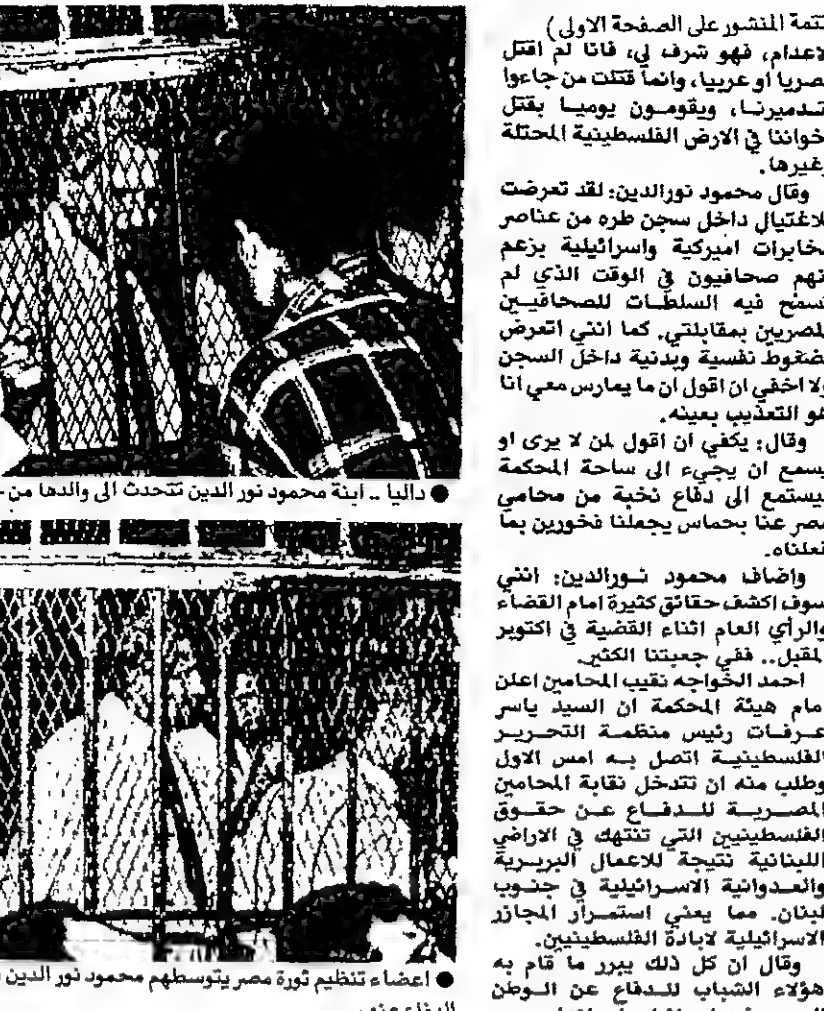 تتمة المنشور على الصفحة الاولى)
لاعدام، فهو شرف لي، فانا لم اقتل
مصريا او عربيا، وانما قتلت من جاءوا
تدميرنا، ويقومون يوميا بقتل
خواننا في الارض الفلسطينية المحتلة
وغيرها.
وقال محمود نورالدين: لقد تعرضت
للاغتيال داخل سجن طره من عناصر
مخابرات اميركية واسرائيلية بزعم
نهم صحافيون في الوقت الذي لم
تسمح فيه السلطات للصحافيين
لمصريين بمقابلتي. كما انني اتعرض
ضغوط نفسية وبدنية داخل السجن
ولا اخفي ان اقول ان ما يمارس معي انا
هو التعذيب بعينه.
وقال: يكفي ان اقول لمن لا يرى او
يسمع ان يجيء الى ساحة المحكمة
ليستمع الى دفاع نخبة من محامي
مصر عنا بحماس يجعلنا فخورين بما
فعلناه.
واضاف محمود نورالدين: انني
سوف اكشف حقائق كثيرة امام القضاء
والرأي العام اثناء القضية في اكتوبر
لمقبل.. ففي جعبتنا الكثير.
احمد الخواجه نقيب المحامين اعلن
مام هيئة المحكمة ان السيد ياسر
عرفات رئيس منظمة التحرير
الفلسطينية اتصل به امس الاول
وطلب منه ان تتدخل نقابة المحامين
المصرية للدفاع عن حقوق
الفلسطينيين التي تنتهك في الاراضي
اللبنانية نتيجة للاعمال البربرية
والعدوانية الاسرائيلية في جنوب
لبنان. مما يعني استمرار المجازر
الاسرائيلية لابادة الفلسطينيين.
وقال ان كل ذلك يبرر ما قام به
هؤلاء الشباب للدفاع عن الوطن
● داليا .. ابنة محمود نور الدين تتحدث الى والدها من
● اعضاء تنظيم ثورة مصر يتوسطهم محمود نور الدين